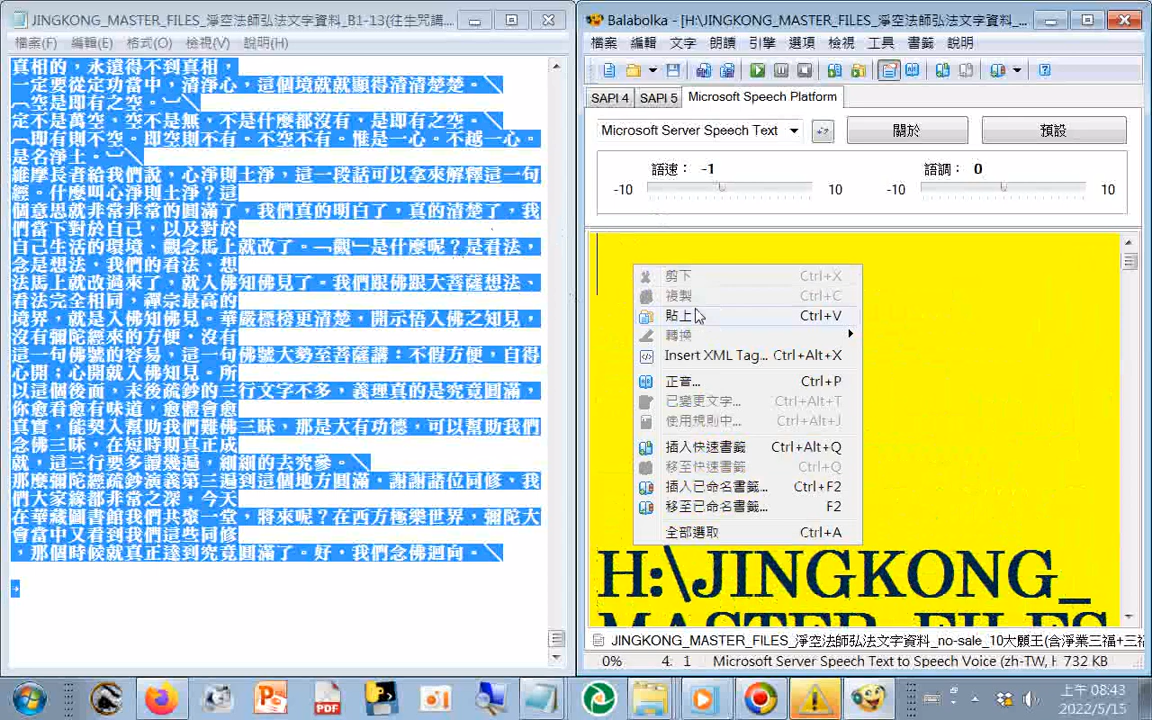 JINGKONG_MASTER_FILES_淨空法師弘法文字資料_B1-13(往生咒講...
檔案(F) 編輯(E) 格式(O) 檢視(V) 說明(H)
真相的，永遠得不到真相，
一定要從定功當中，清淨心，這個境就就顯得清清楚楚。╲
︹空是即有之空。︺╲
定不是萬空，空不是無，不是什麼都沒有，是即有之空。╲
︹即有則不空。即空則不有。不空不有。惟是一心。不越一心。
是名淨土。︺╲
維摩長者給我們說，心淨則土淨，這一段話可以拿來解釋這一句
經。什麼叫心淨則土淨？這
個意思就非常非常的圓滿了，我們真的明白了，真的清楚了，我
們當下對於自己，以及對於
自己生活的環境、觀念馬上就改了。﹁觀﹂是什麼呢？是看法，
念是想法，我們的看法、想
法馬上就改過來了，就入佛知佛見了。我們跟佛跟大菩薩想法、
看法完全相同，禪宗最高的
境界，就是入佛知佛見。華嚴標榜更清楚，開示悟入佛之知見，
沒有彌陀經來的方便。沒有
這一句佛號的容易，這一句佛號大勢至菩薩講：不假方便，自得
心開；心開就入佛知見。所
以這個後面，末後疏鈔的三行文字不多，義理真的是究竟圓滿，
你愈看愈有味道，愈體會愈
真實，能契入幫助我們難佛三昧，那是大有功德，可以幫助我們
念佛三昧，在短時期真正成
就，這三行要多讀幾遍，細細的去究參。╲
那麼彌陀經疏鈔演義第三遍到這個地方圓滿。謝謝諸位同修，我
們大家緣都非常之深，今天
在華藏圖書館我們共聚一堂，將來呢？在西方極樂世界，彌陀大
會當中又看到我們這些同修
，那個時候就真正達到究竟圓滿了。好，我們念佛迴向。╲
Balabolka - [H:\JINGKONG_MASTER_FILES_淨空法師弘法文字資料_...
檔案 編輯 文字 朗讀 引擎 選項 檢視 工具 書籤 說明
SAPI 4 SAPI 5 Microsoft Speech Platform
Microsoft Server Speech Text 關於 預設
語速： -1 語調： 0
-10 10 -10 10
剪下 Ctrl+X
複製 Ctrl+C
貼上 Ctrl+V
轉換
Insert XML Tag... Ctrl+Alt+X
正音... Ctrl+P
已變更文字... Ctrl+Alt+T
使用規則中... Ctrl+Alt+J
插入快速書籤 Ctrl+Alt+Q
移至快速書籤 Ctrl+Q
插入已命名書籤... Ctrl+F2
移至已命名書籤... F2
全部選取 Ctrl+A
H:\JINGKONG_
MASTER_FILES
JINGKONG_MASTER_FILES_淨空法師弘法文字資料_no-sale_10大願王(含淨業三福+三福
0% 4: 1 Microsoft Server Speech Text to Speech Voice (zh-TW, H 732 KB
PDF
上午 08:43
2022/5/15